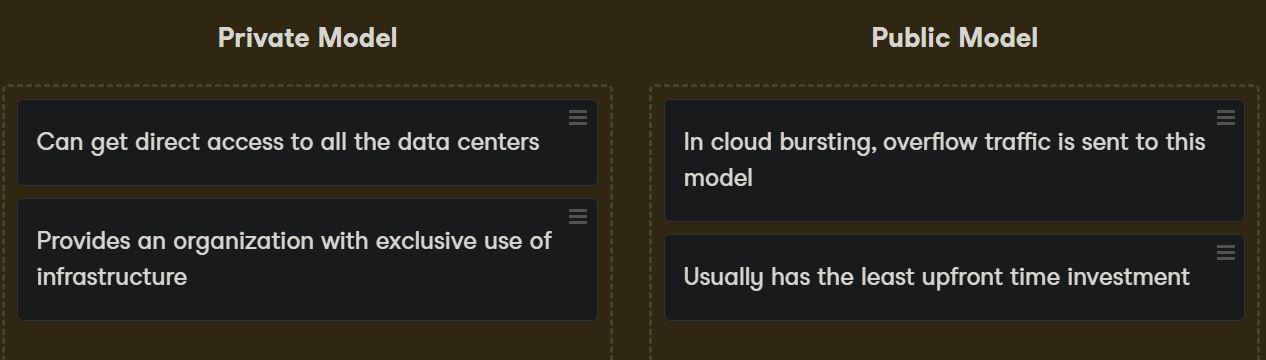 Private Model
Can get direct access to all the data centers
Provides an organization with exclusive use of
infrastructure
Public Model
In cloud bursting, overflow traffic is sent to this
model
Usually has the least upfront time investment